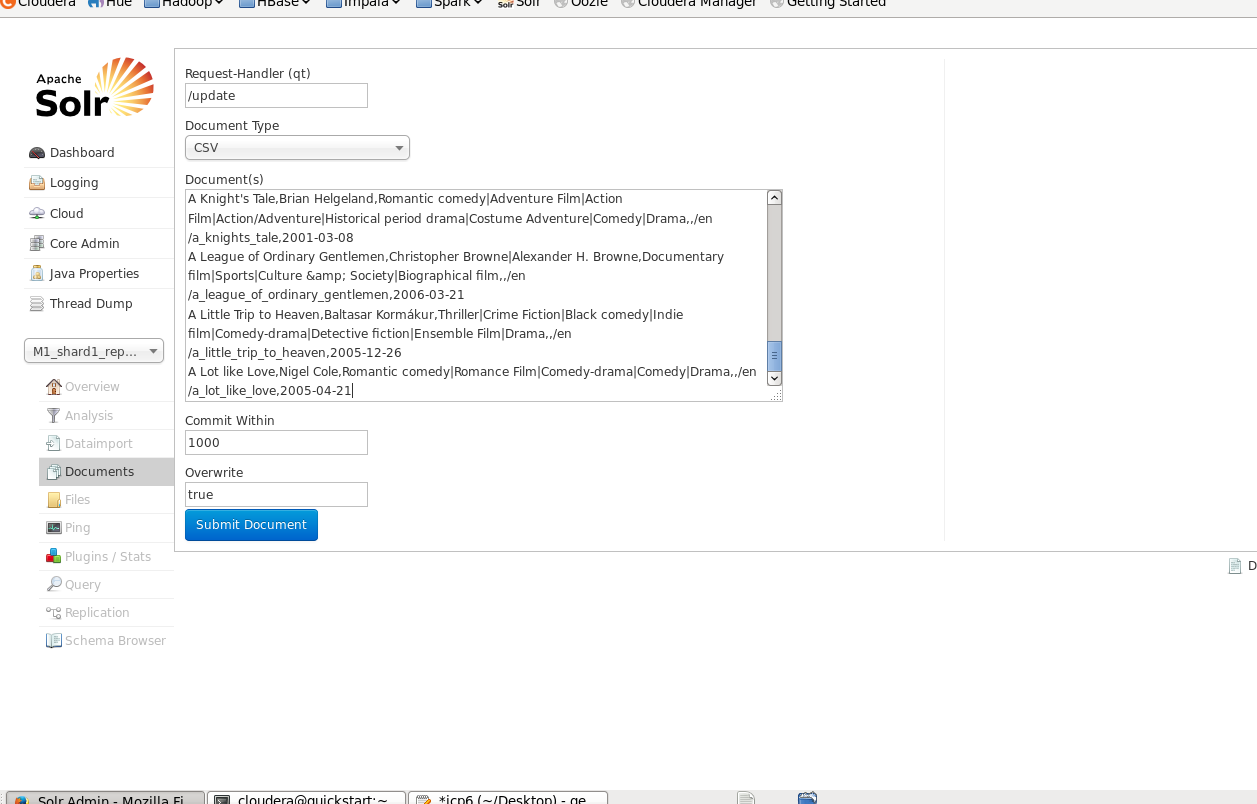 Cloudera Hue Hadoop HBase Impala Spark Solr Oozie Cloudera Manager Getting Started
Apache
Solr
Dashboard
Logging
Cloud
Core Admin
Java Properties
Thread Dump
M1_shard1_rep...
Overview
Analysis
Dataimport
Documents
Files
Ping
Plugins / Stats
Query
Replication
Schema Browser
Request-Handler (qt)
/update
Document Type
CSV
Document(s)
A Knight's Tale,Brian Helgeland,Romantic comedy|Adventure Film|Action
Film|Action/Adventure|Historical period drama|Costume Adventure|Comedy|Drama,,/en
/a_knights_tale,2001-03-08
A League of Ordinary Gentlemen,Christopher Browne|Alexander H. Browne,Documentary
film|Sports|Culture &amp; Society|Biographical film,,/en
/a_league_of_ordinary_gentlemen,2006-03-21
A Little Trip to Heaven,Baltasar Kormákur,Thriller|Crime Fiction|Black comedy|Indie
film|Comedy-drama|Detective fiction|Ensemble Film|Drama,,/en
/a_little_trip_to_heaven,2005-12-26
A Lot like Love,Nigel Cole,Romantic comedy|Romance Film|Comedy-drama|Comedy|Drama,,/en
/a_lot_like_love,2005-04-21
Commit Within
1000
Overwrite
true
Submit Document
D
Solr Admin - Mozilla Fi... cloudera@quickstart:~ *icp6 (~/Desktop) - ge...